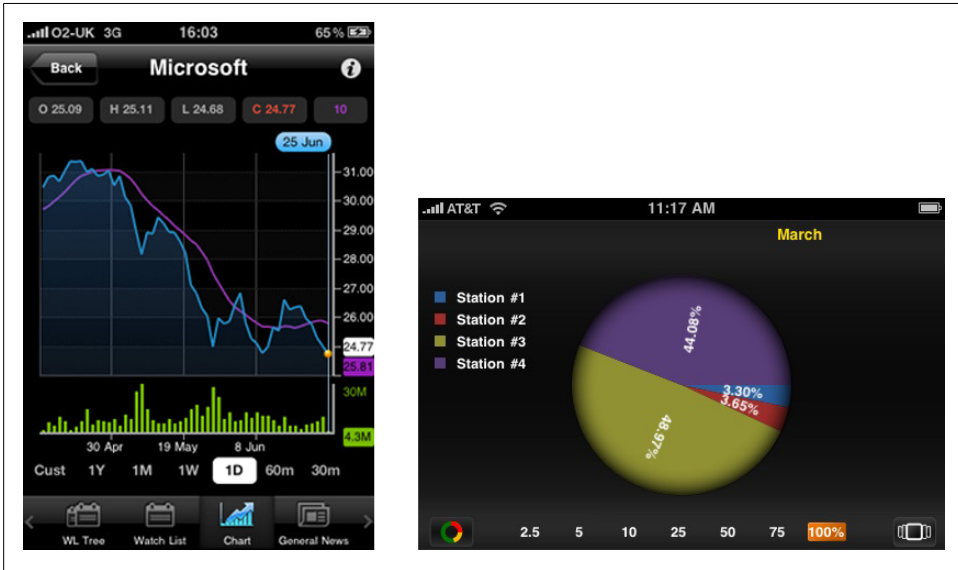 O2-UK 3G 16:03 65%
Back Microsoft
O 25.09 H 25.11 L 24.68 C 24.77 10
25 Jun
31.00
30.00
29.00
28.00
27.00
26.00
24.77
25.81
30M
4.3M
30 Apr 19 May 8 Jun
Cust 1Y 1M 1W 1D 60m 30m
WL Tree Watch List Chart General News
AT&T 11:17 AM
March
Station #1
Station #2
Station #3
Station #4
44.08%
3.30%
3.65%
48.97%
2.5 5 10 25 50 75 100%